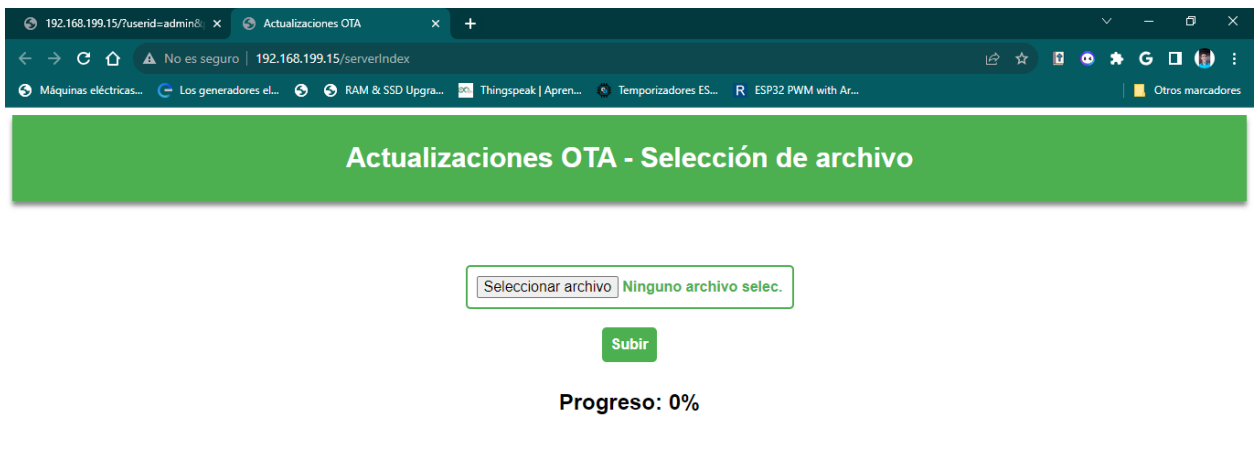 192.168.199.15/?userid=admin&
Actualizaciones OTA
No es seguro | 192.168.199.15/serverIndex
Máquinas eléctricas... Los generadores el... RAM & SSD Upgra... Thingspeak | Apren... Temporizadores ES... R ESP32 PWM with Ar... Otros marcadores
Actualizaciones OTA - Selección de archivo
Seleccionar archivo Ninguno archivo selec.
Subir
Progreso: 0%